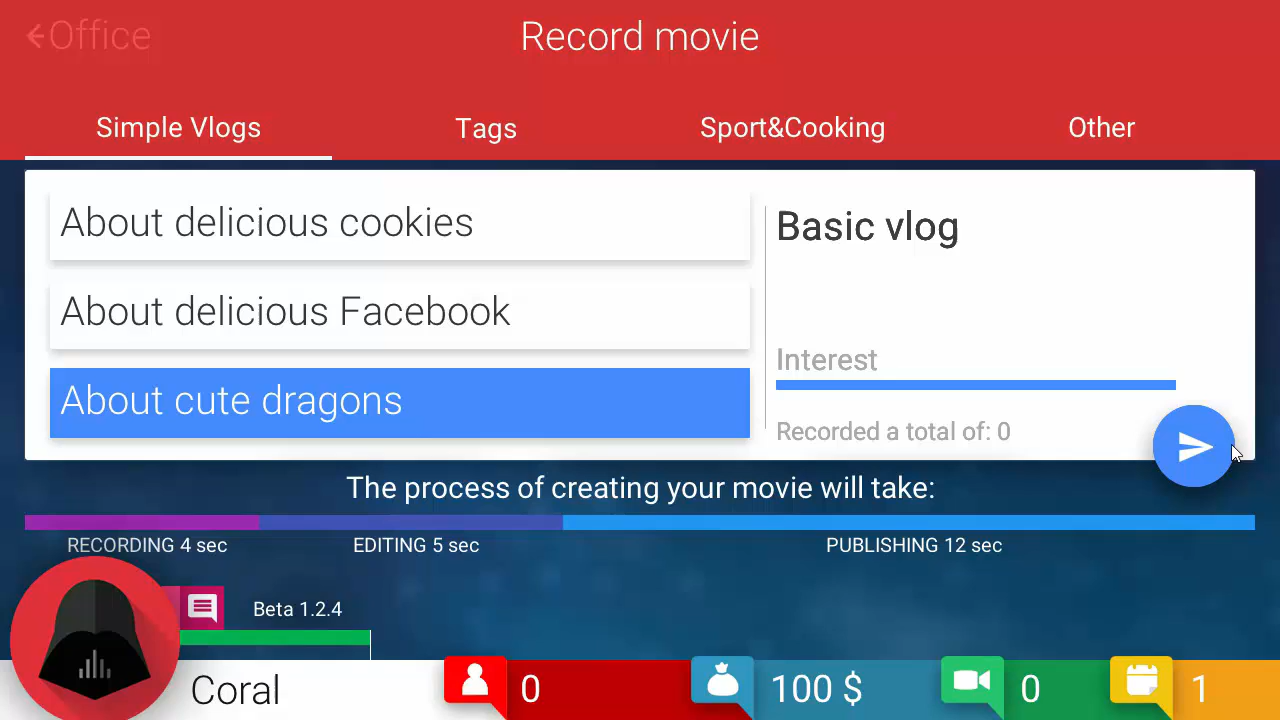 Office
Record movie
Simple Vlogs
Tags
Sport&Cooking
Other
About delicious cookies
About delicious Facebook
About cute dragons
Basic vlog
Interest
Recorded a total of: 0
The process of creating your movie will take:
RECORDING 4 sec
EDITING 5 sec
PUBLISHING 12 sec
Beta 1.2.4
Coral
0
100 $
0
1